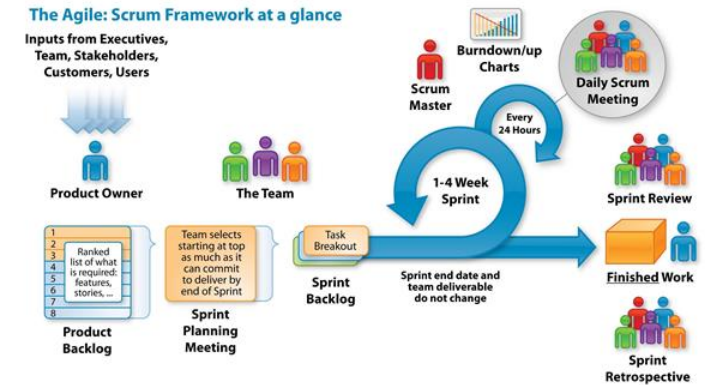 The Agile: Scrum Framework at a glance
Inputs from Executives,
Team, Stakeholders,
Customers, Users
Product Owner
The Team
Scrum
Master
Burndown/up
Charts
Daily Scrum
Meeting
Every
24 Hours
1-4 Week
Sprint
Sprint Review
1
2
3
4
5
6
7
8
Ranked
list of what
is required:
features,
stories, ...
Product
Backlog
Team selects
starting at top
as much as it
can commit
to deliver by
end of Sprint
Sprint
Planning
Meeting
Task
Breakout
Sprint
Backlog
Sprint end date and
team deliverable
do not change
Finished Work
Sprint
Retrospective